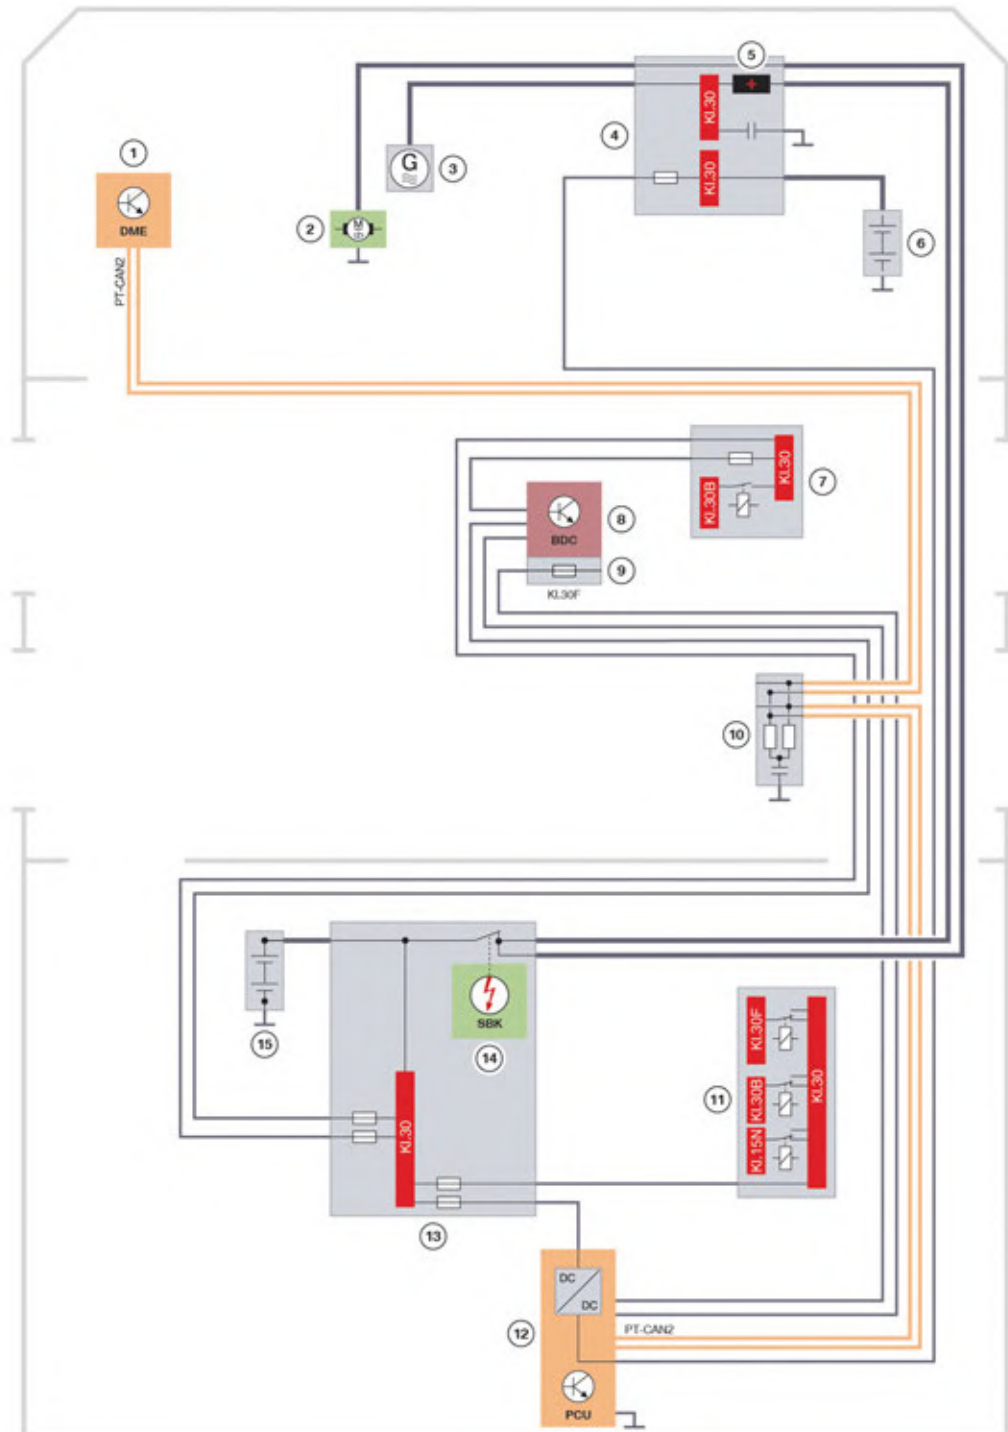 5
Kl.30
4
1
G
3
Kl.30
DME
2
M
6
PT-CAN2
Kl.30
7
Kl.30B
8
BDC
9
Kl.30F
10
SBK
14
15
Kl.30F
Kl.30
Kl.30B
11
Kl.15N
Kl.30
13
DC
DC
12
PT-CAN2
PCU